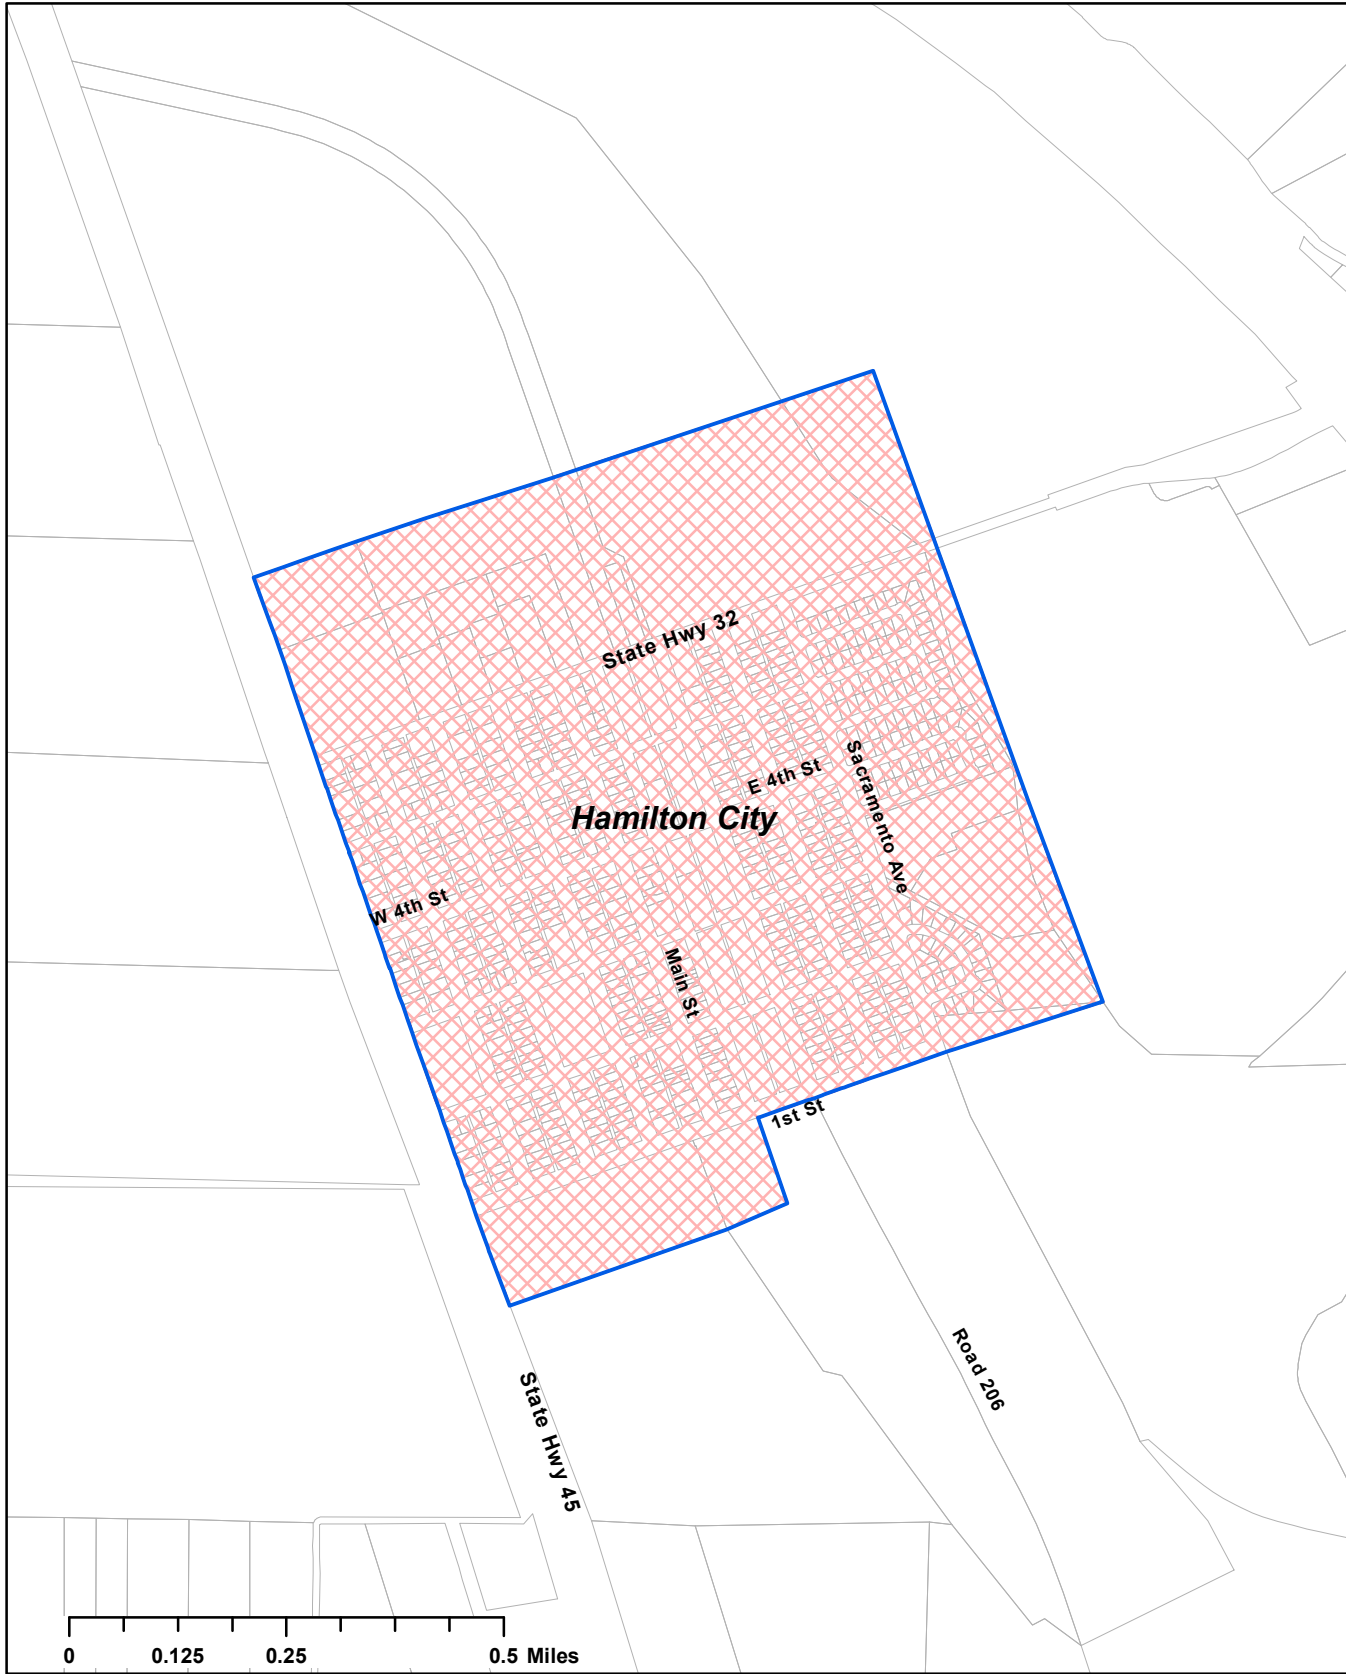 State Hwy 32
E 4th St
Sacramento Ave
Hamilton City
W 4th St
Main St
1st St
Road 206
State Hwy 45
0 0.125 0.25 0.5 Miles